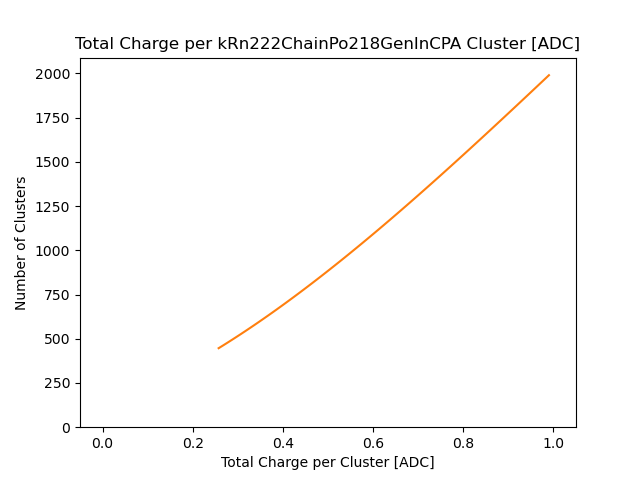 Total Charge per kRn222ChainPo218GenInCPA Cluster [ADC]
Number of Clusters
2000
1750
1500
1250
1000
750
500
250
0
0.0 0.2 0.4 0.6 0.8 1.0
Total Charge per Cluster [ADC]